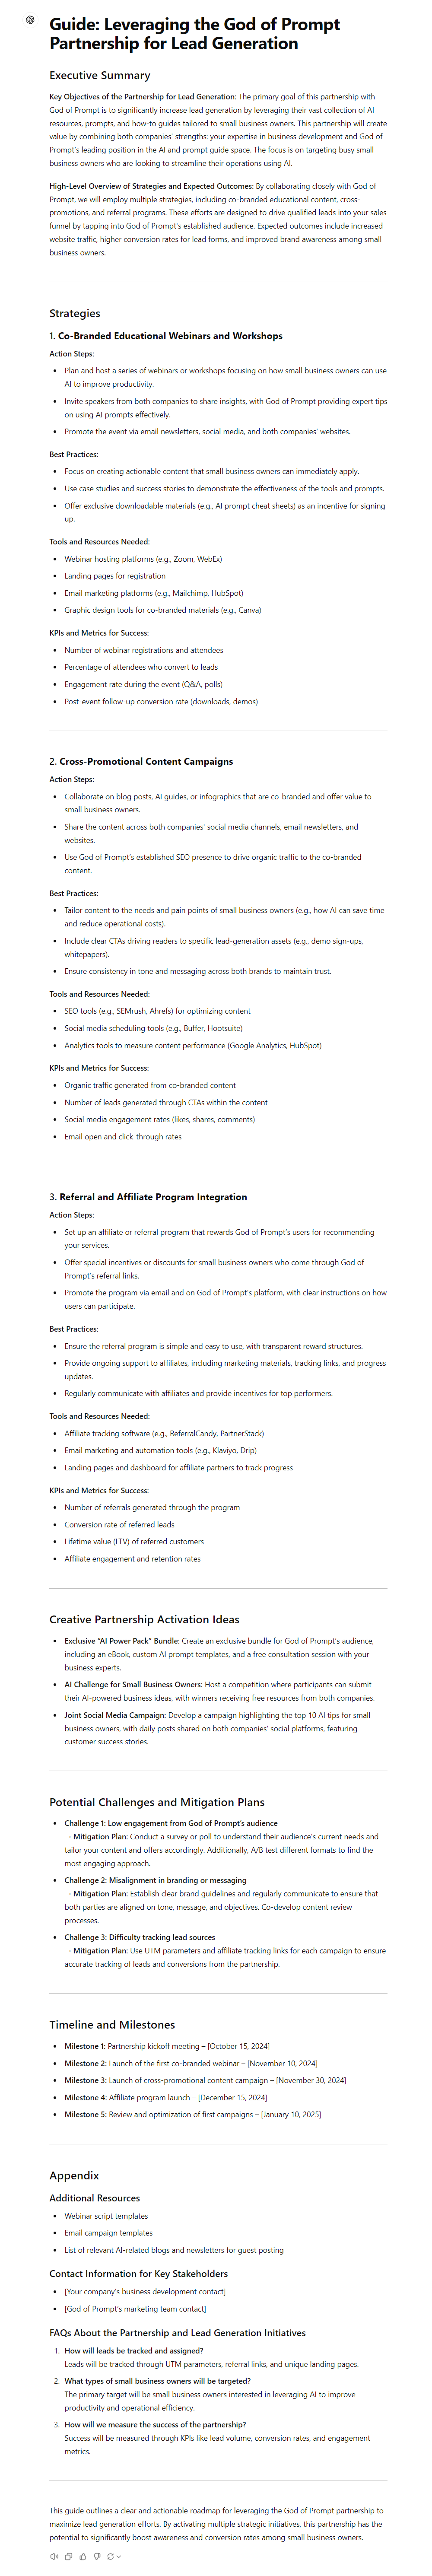 Guide: Leveraging the God of Prompt
Partnership for Lead Generation
Executive Summary
Key Objectives of the Partnership for Lead Generation: The primary goal of this partnership with
God of Prompt is to significantly increase lead generation by leveraging their vast collection of AI
resources, prompts, and how-to guides tailored to small business owners. This partnership will create
value by combining both companies' strengths: your expertise in business development and God of
Prompt's leading position in the AI and prompt guide space. The focus is on targeting busy small
business owners who are looking to streamline their operations using AI.
High-Level Overview of Strategies and Expected Outcomes: By collaborating closely with God of
Prompt, we will employ multiple strategies, including co-branded educational content, cross-
promotions, and referral programs. These efforts are designed to drive qualified leads into your sales
funnel by tapping into God of Prompt's established audience. Expected outcomes include increased
website traffic, higher conversion rates for lead forms, and improved brand awareness among small
business owners.
Strategies
1. Co-Branded Educational Webinars and Workshops
Action Steps:
• Plan and host a series of webinars or workshops focusing on how small business owners can use
AI to improve productivity.
• Invite speakers from both companies to share insights, with God of Prompt providing expert tips
on using AI prompts effectively.
• Promote the event via email newsletters, social media, and both companies' websites.
Best Practices:
• Focus on creating actionable content that small business owners can immediately apply.
• Use case studies and success stories to demonstrate the effectiveness of the tools and prompts.
• Offer exclusive downloadable materials (e.g., AI prompt cheat sheets) as an incentive for signing
up.
Tools and Resources Needed:
• Webinar hosting platforms (e.g., Zoom, WebEx)
• Landing pages for registration
• Email marketing platforms (e.g., Mailchimp, HubSpot)
• Graphic design tools for co-branded materials (e.g., Canva)
KPIs and Metrics for Success:
• Number of webinar registrations and attendees
• Percentage of attendees who convert to leads
• Engagement rate during the event (Q&A, polls)
• Post-event follow-up conversion rate (downloads, demos)
2. Cross-Promotional Content Campaigns
Action Steps:
• Collaborate on blog posts, AI guides, or infographics that are co-branded and offer value to
small business owners.
• Share the content across both companies' social media channels, email newsletters, and
websites.
• Use God of Prompt's established SEO presence to drive organic traffic to the co-branded
content.
Best Practices:
• Tailor content to the needs and pain points of small business owners (e.g., how AI can save time
and reduce operational costs).
• Include clear CTAs driving readers to specific lead-generation assets (e.g., demo sign-ups,
whitepapers).
• Ensure consistency in tone and messaging across both brands to maintain trust.
Tools and Resources Needed:
• SEO tools (e.g., SEMrush, Ahrefs) for optimizing content
• Social media scheduling tools (e.g., Buffer, Hootsuite)
• Analytics tools to measure content performance (Google Analytics, HubSpot)
KPIs and Metrics for Success:
• Organic traffic generated from co-branded content
• Number of leads generated through CTAs within the content
• Social media engagement rates (likes, shares, comments)
• Email open and click-through rates
3. Referral and Affiliate Program Integration
Action Steps:
• Set up an affiliate or referral program that rewards God of Prompt's users for recommending
your services.
• Offer special incentives or discounts for small business owners who come through God of
Prompt's referral links.
• Promote the program via email and on God of Prompt's platform, with clear instructions on how
users can participate.
Best Practices:
• Ensure the referral program is simple and easy to use, with transparent reward structures.
• Provide ongoing support to affiliates, including marketing materials, tracking links, and progress
updates.
• Regularly communicate with affiliates and provide incentives for top performers.
Tools and Resources Needed:
• Affiliate tracking software (e.g., ReferralCandy, PartnerStack)
• Email marketing and automation tools (e.g., Klaviyo, Drip)
• Landing pages and dashboard for affiliate partners to track progress
KPIs and Metrics for Success:
• Number of referrals generated through the program
• Conversion rate of referred leads
• Lifetime value (LTV) of referred customers
• Affiliate engagement and retention rates
Creative Partnership Activation Ideas
• Exclusive "AI Power Pack" Bundle: Create an exclusive bundle for God of Prompt's audience,
including an eBook, custom AI prompt templates, and a free consultation session with your
business experts.
• AI Challenge for Small Business Owners: Host a competition where participants can submit
their AI-powered business ideas, with winners receiving free resources from both companies.
• Joint Social Media Campaign: Develop a campaign highlighting the top 10 AI tips for small
business owners, with daily posts shared on both companies' social platforms, featuring
customer success stories.
Potential Challenges and Mitigation Plans
• Challenge 1: Low engagement from God of Prompt's audience
→ Mitigation Plan: Conduct a survey or poll to understand their audience's current needs and
tailor your content and offers accordingly. Additionally, A/B test different formats to find the
most engaging approach.
• Challenge 2: Misalignment in branding or messaging
→ Mitigation Plan: Establish clear brand guidelines and regularly communicate to ensure that
both parties are aligned on tone, message, and objectives. Co-develop content review
processes.
• Challenge 3: Difficulty tracking lead sources
→ Mitigation Plan: Use UTM parameters and affiliate tracking links for each campaign to ensure
accurate tracking of leads and conversions from the partnership.
Timeline and Milestones
• Milestone 1: Partnership kickoff meeting – [October 15, 2024]
• Milestone 2: Launch of the first co-branded webinar – [November 10, 2024]
• Milestone 3: Launch of cross-promotional content campaign – [November 30, 2024]
• Milestone 4: Affiliate program launch – [December 15, 2024]
• Milestone 5: Review and optimization of first campaigns – [January 10, 2025]
Appendix
Additional Resources
• Webinar script templates
• Email campaign templates
• List of relevant AI-related blogs and newsletters for guest posting
Contact Information for Key Stakeholders
• [Your company's business development contact]
• [God of Prompt's marketing team contact]
FAQs About the Partnership and Lead Generation Initiatives
1. How will leads be tracked and assigned?
Leads will be tracked through UTM parameters, referral links, and unique landing pages.
2. What types of small business owners will be targeted?
The primary target will be small business owners interested in leveraging AI to improve
productivity and operational efficiency.
3. How will we measure the success of the partnership?
Success will be measured through KPIs like lead volume, conversion rates, and engagement
metrics.
This guide outlines a clear and actionable roadmap for leveraging the God of Prompt partnership to
maximize lead generation efforts. By activating multiple strategic initiatives, this partnership has the
potential to significantly boost awareness and conversion rates among small business owners.